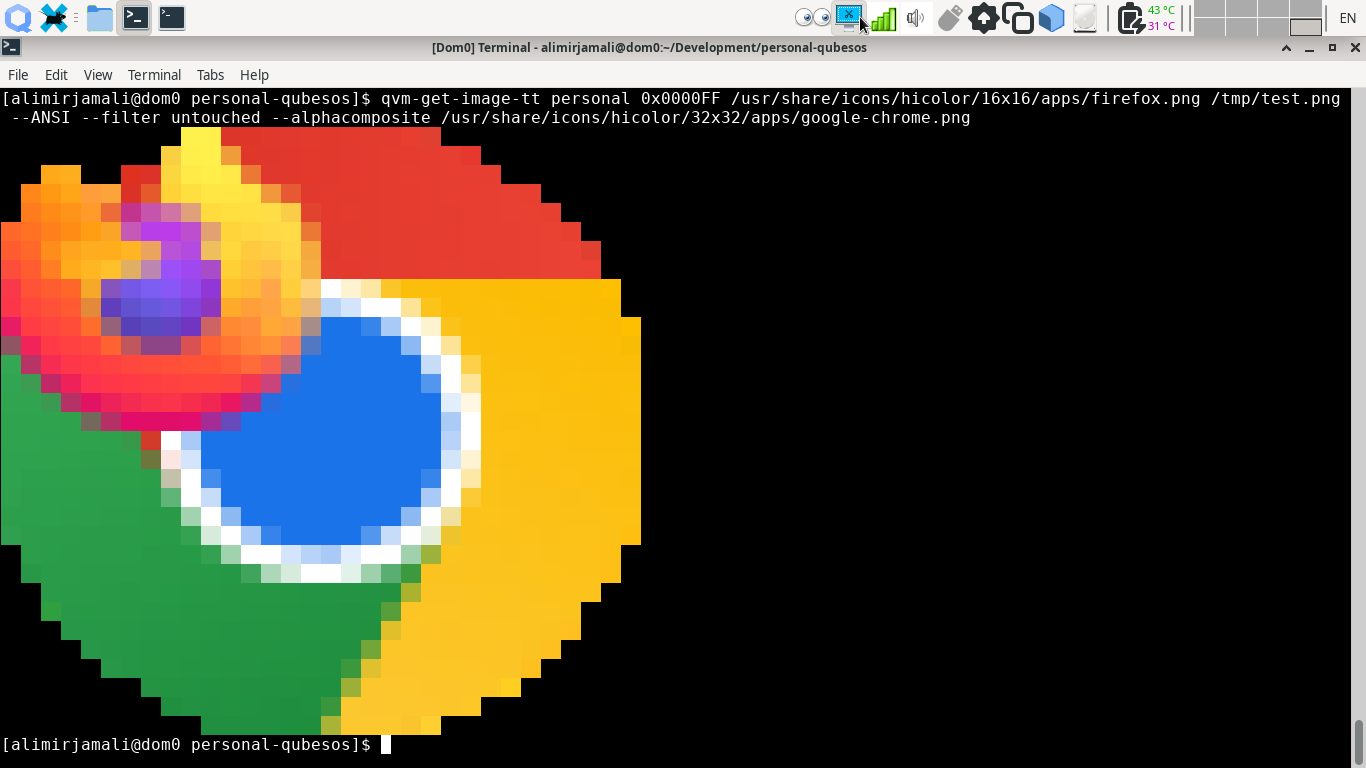 43 °C
31 °C
EN
[Dom0] Terminal - alimirjamali@dom0:~/Development/personal-qubesos
File Edit View Terminal Tabs Help
[alimirjamali@dom0 personal-qubesos]$ qvm-get-image-tt personal 0x0000FF /usr/share/icons/hicolor/16x16/apps/firefox.png /tmp/test.png
--ANSI --filter untouched --alphacomposite /usr/share/icons/hicolor/32x32/apps/google-chrome.png
[alimirjamali@dom0 personal-qubesos]$